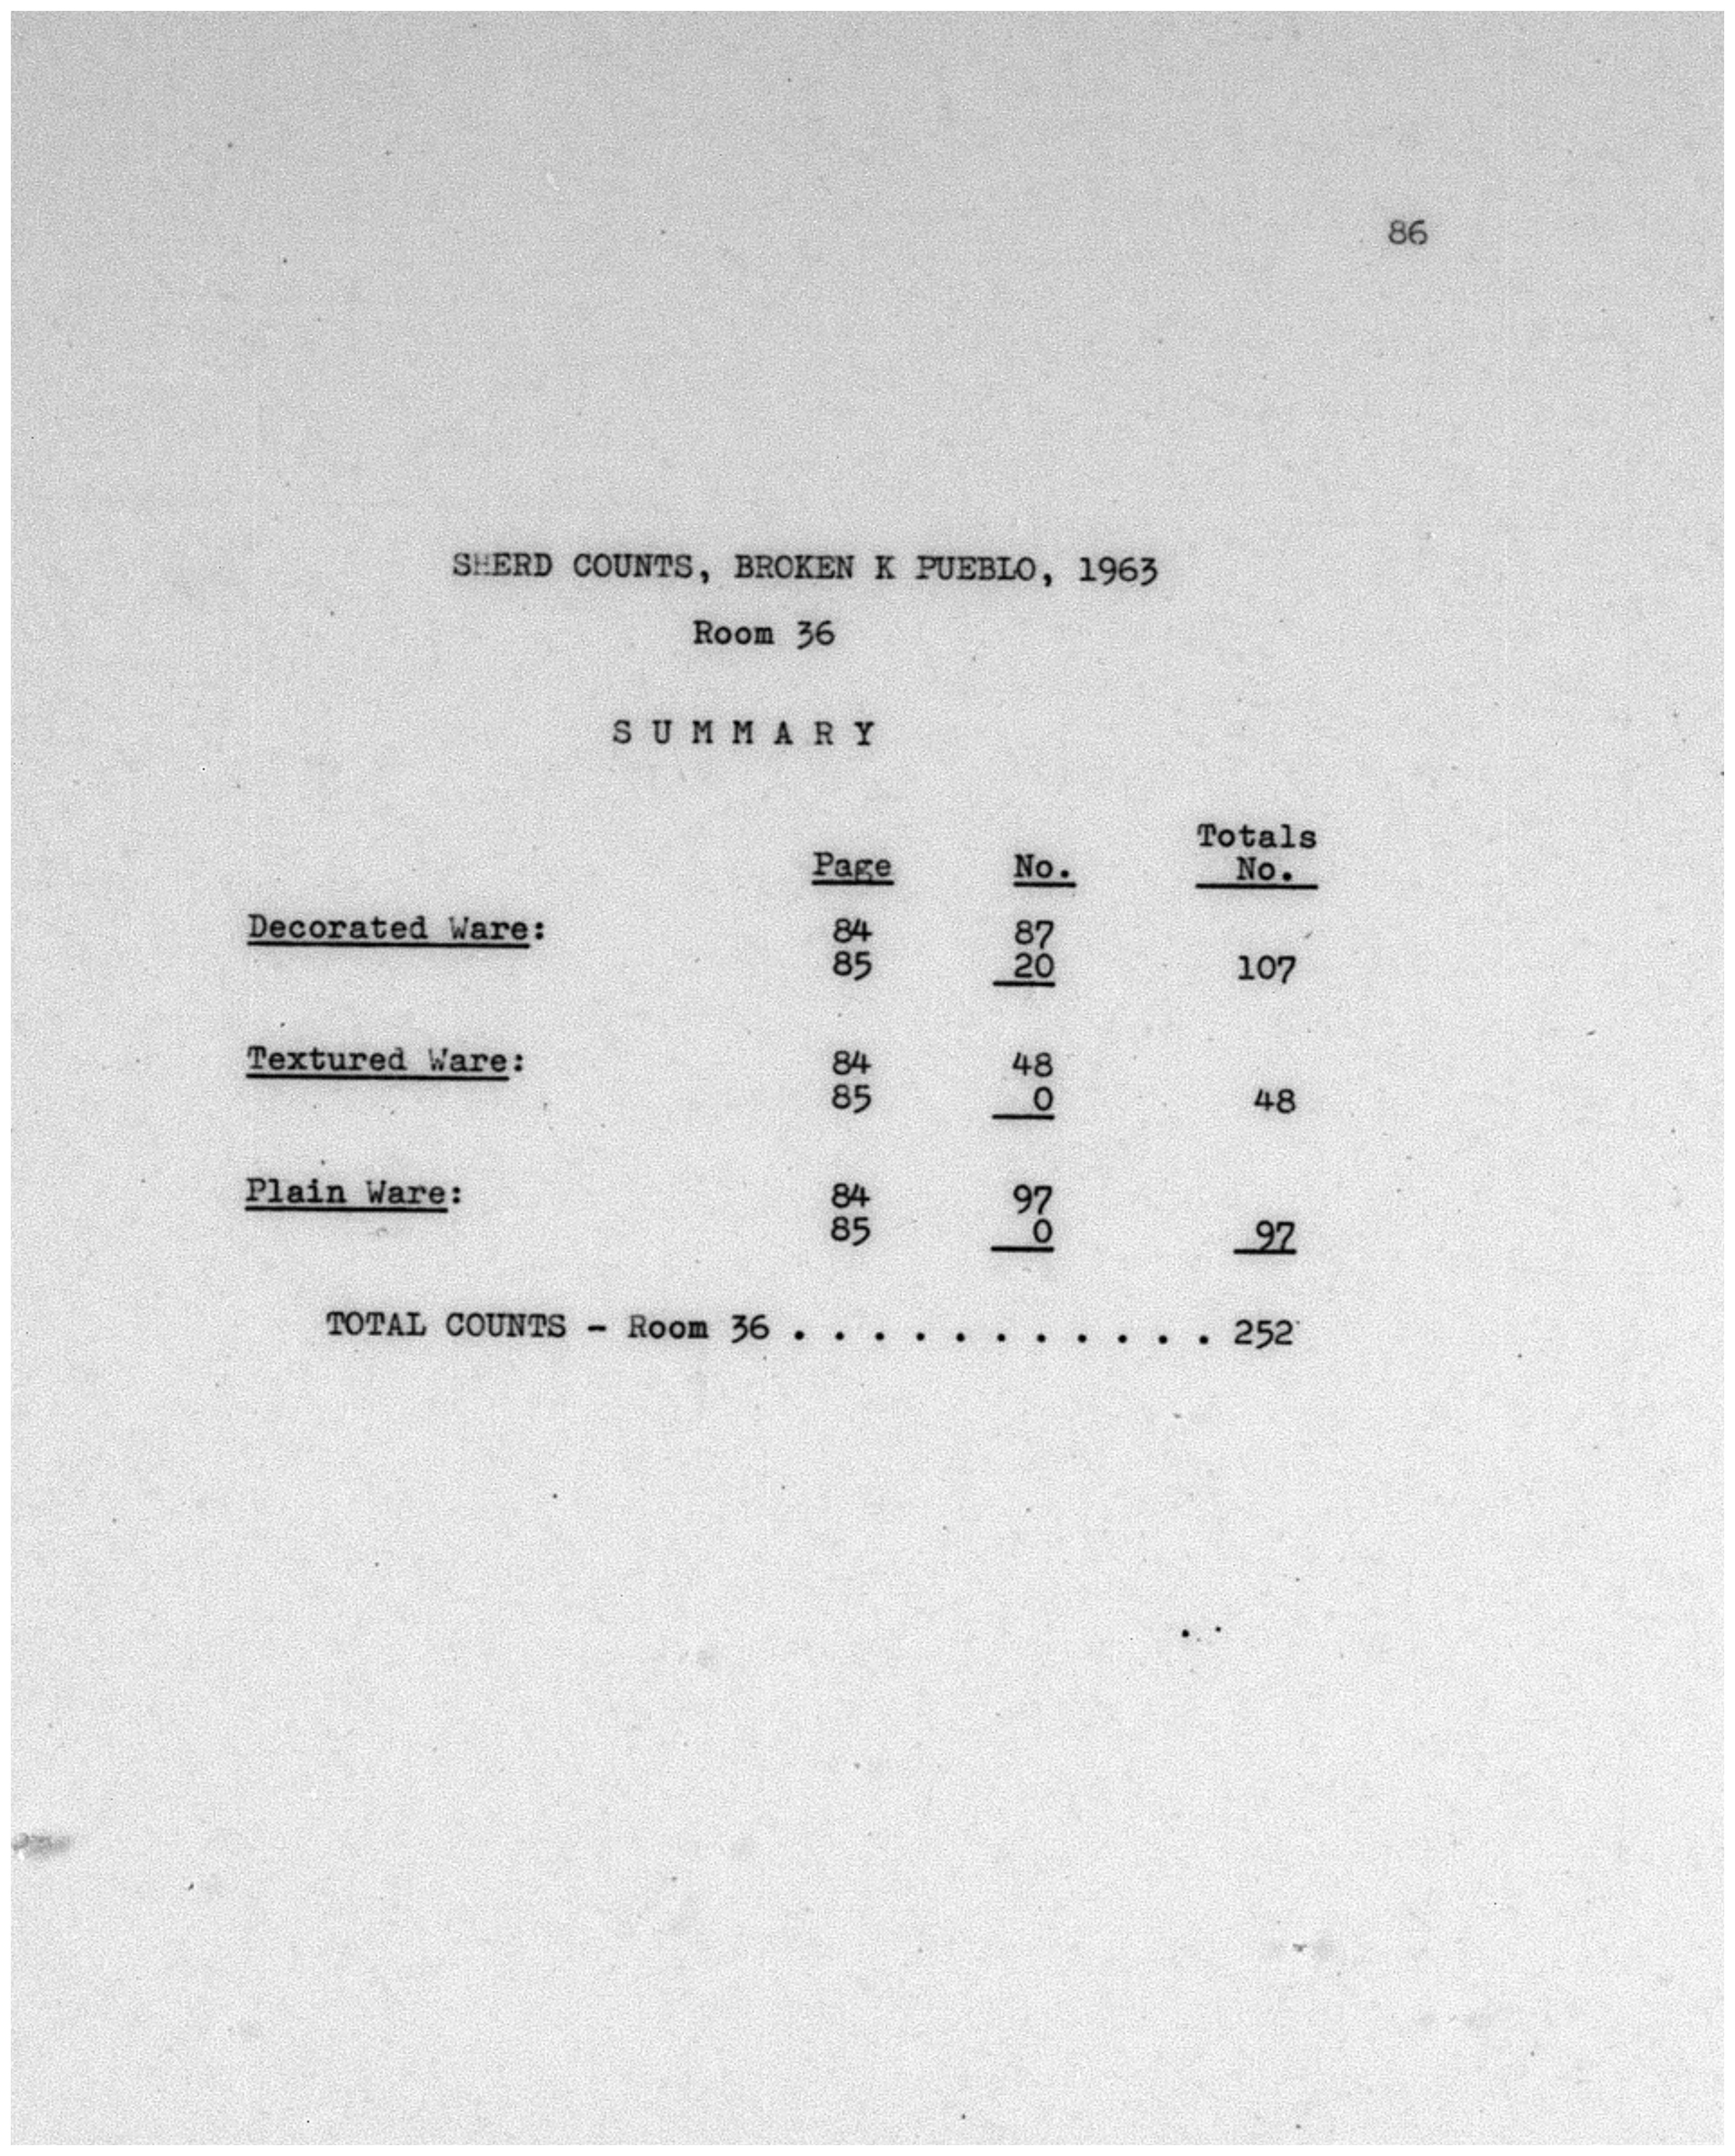 86
SHERD COUNTS, BROKEN K PUEBLO, 1963
Room 36
S U M M A R Y
Totals
Page No. No.
Decorated Ware: 84 87
85 20 107
Textured Ware: 84 48
85 0 48
Plain Ware: 84 97
85 0 97
TOTAL COUNTS - Room 36 . . . . . . . . . . . 252